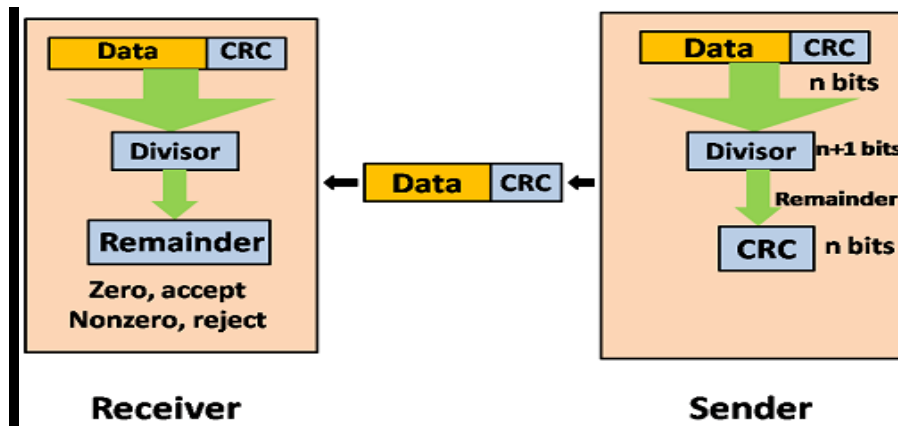 Data CRC
Divisor
Remainder
Zero, accept
Nonzero, reject
Receiver
Data CRC
Data CRC
n bits
Divisor n+1 bits
Remainder
CRC n bits
Sender